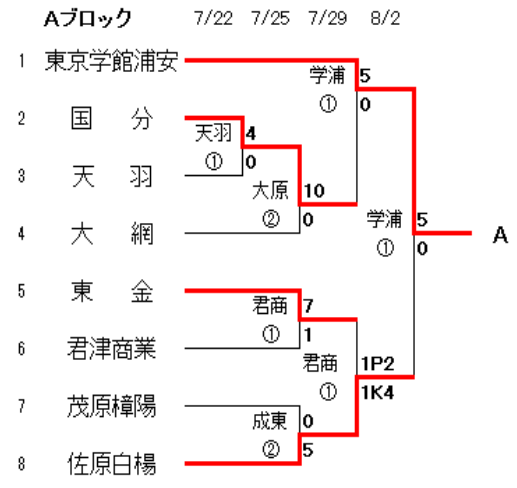 Aブロック 7/22 7/25 7/29 8/2
1 東京学館浦安
学浦 5
① 0
2 国 分
天羽 4
① 0
3 天 羽
大原 10
② 0
4 大 網
学浦 5
① 0
A
5 東 金
君商 7
① 1
6 君津商業
君商 1P2
① 1K4
7 茂原樟陽
成東 0
② 5
8 佐原白楊